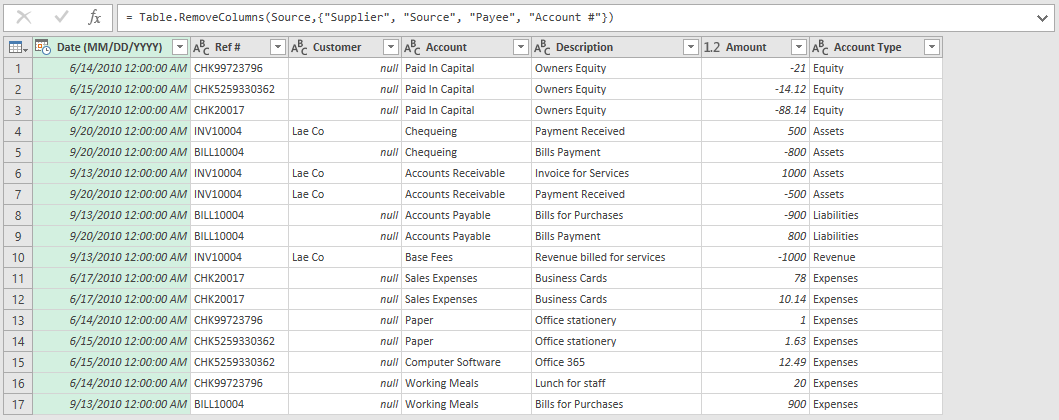 fx = Table.RemoveColumns(Source,{"Supplier", "Source", "Payee", "Account #"})
Date (MM/DD/YYYY) ABC Ref # ABC Customer ABC Account ABC Description 1.2 Amount ABC Account Type
1 6/14/2010 12:00:00 AM CHK99723796 null Paid In Capital Owners Equity -21 Equity
2 6/15/2010 12:00:00 AM CHK5259330362 null Paid In Capital Owners Equity -14.12 Equity
3 6/17/2010 12:00:00 AM CHK20017 null Paid In Capital Owners Equity -88.14 Equity
4 9/20/2010 12:00:00 AM INV10004 Lae Co Chequeing Payment Received 500 Assets
5 9/20/2010 12:00:00 AM BILL10004 null Chequeing Bills Payment -800 Assets
6 9/13/2010 12:00:00 AM INV10004 Lae Co Accounts Receivable Invoice for Services 1000 Assets
7 9/20/2010 12:00:00 AM INV10004 Lae Co Accounts Receivable Payment Received -500 Assets
8 9/13/2010 12:00:00 AM BILL10004 null Accounts Payable Bills for Purchases -900 Liabilities
9 9/20/2010 12:00:00 AM BILL10004 null Accounts Payable Bills Payment 800 Liabilities
10 9/13/2010 12:00:00 AM INV10004 Lae Co Base Fees Revenue billed for services -1000 Revenue
11 6/17/2010 12:00:00 AM CHK20017 null Sales Expenses Business Cards 78 Expenses
12 6/17/2010 12:00:00 AM CHK20017 null Sales Expenses Business Cards 10.14 Expenses
13 6/14/2010 12:00:00 AM CHK99723796 null Paper Office stationery 1 Expenses
14 6/15/2010 12:00:00 AM CHK5259330362 null Paper Office stationery 1.63 Expenses
15 6/15/2010 12:00:00 AM CHK5259330362 null Computer Software Office 365 12.49 Expenses
16 6/14/2010 12:00:00 AM CHK99723796 null Working Meals Lunch for staff 20 Expenses
17 9/13/2010 12:00:00 AM BILL10004 null Working Meals Bills for Purchases 900 Expenses